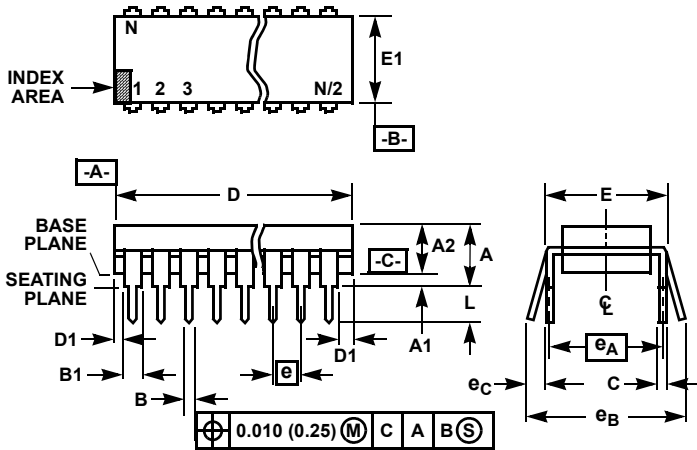 N
INDEX
AREA
1 2 3 N/2
E1
-B-
-A-
D
E
BASE
PLANE
A2
A
-C-
SEATING
PLANE
L
℄
D1
A1
D1
e
eA
B1
eC
C
B
eB
⌖ 0.010 (0.25) Ⓜ C A B Ⓢ